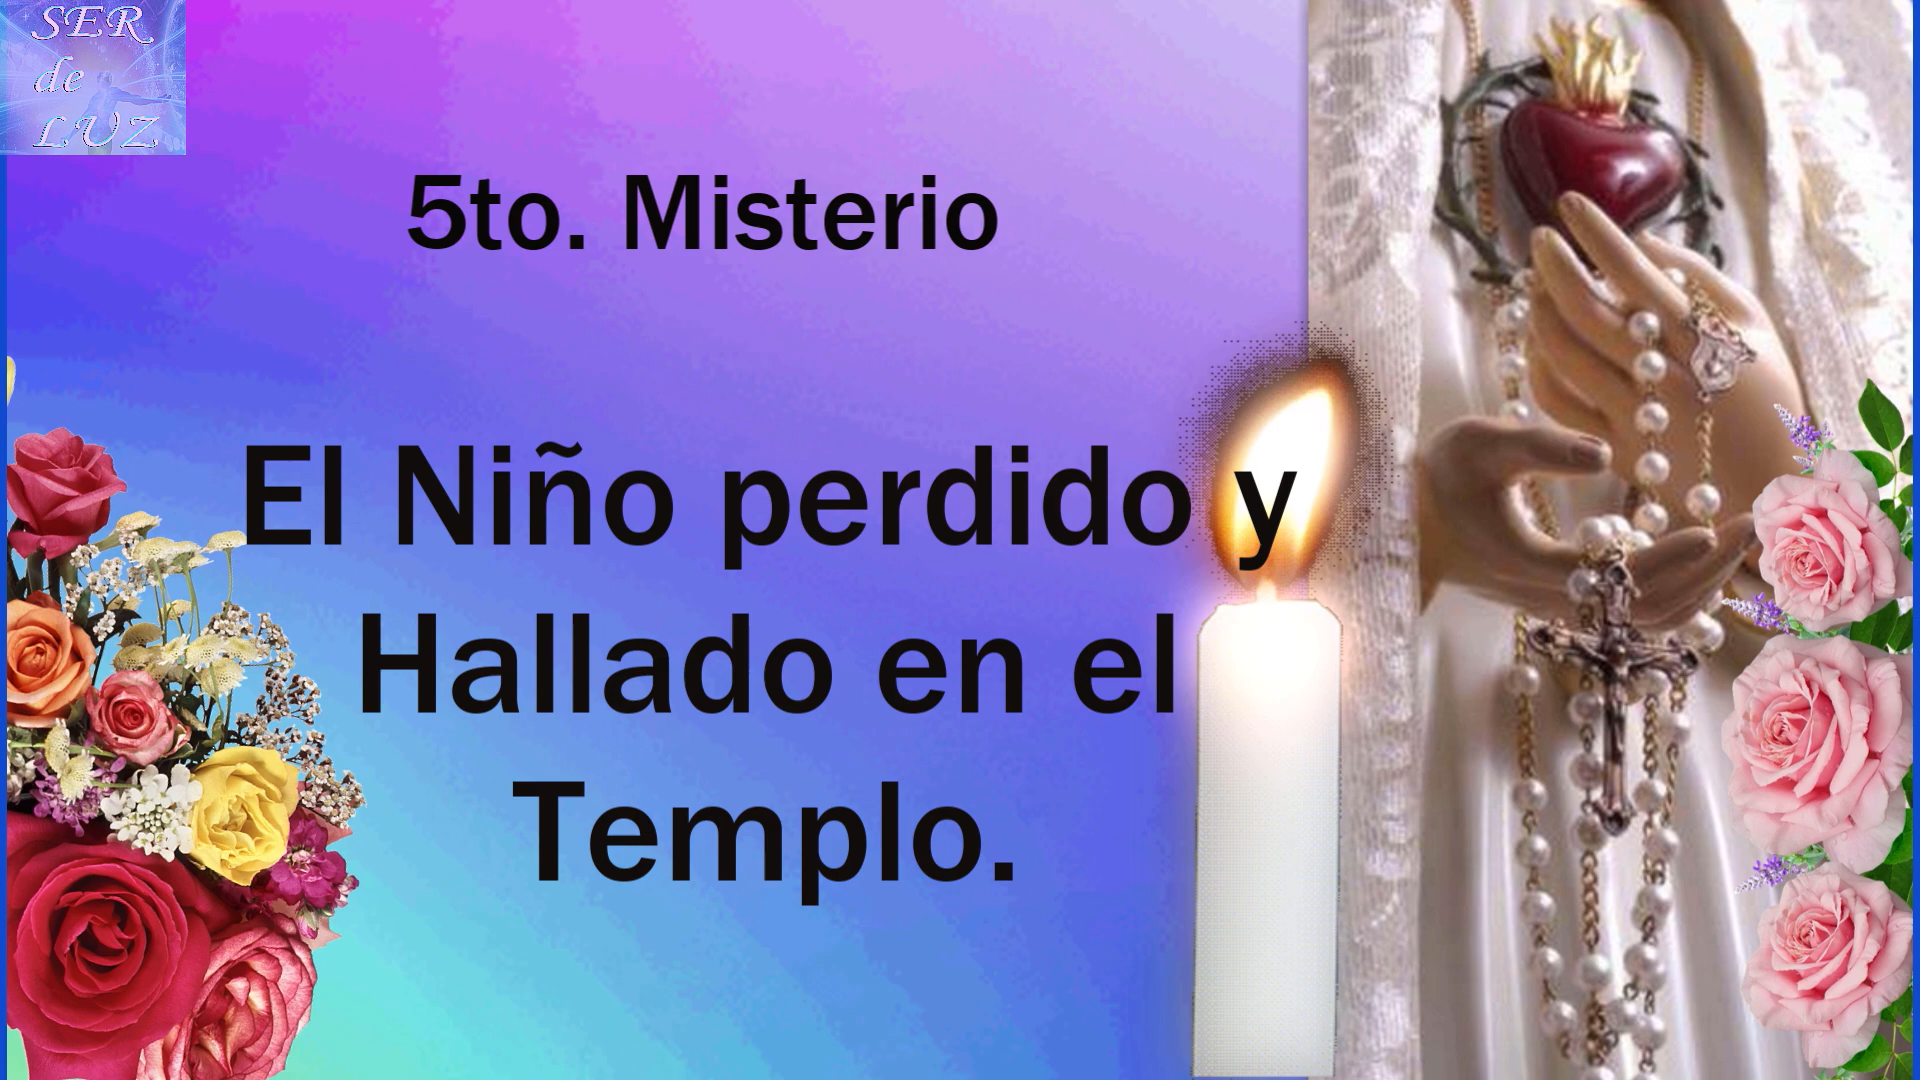 SER
de
LUZ
5to. Misterio
El Niño perdido y
Hallado en el
Templo.